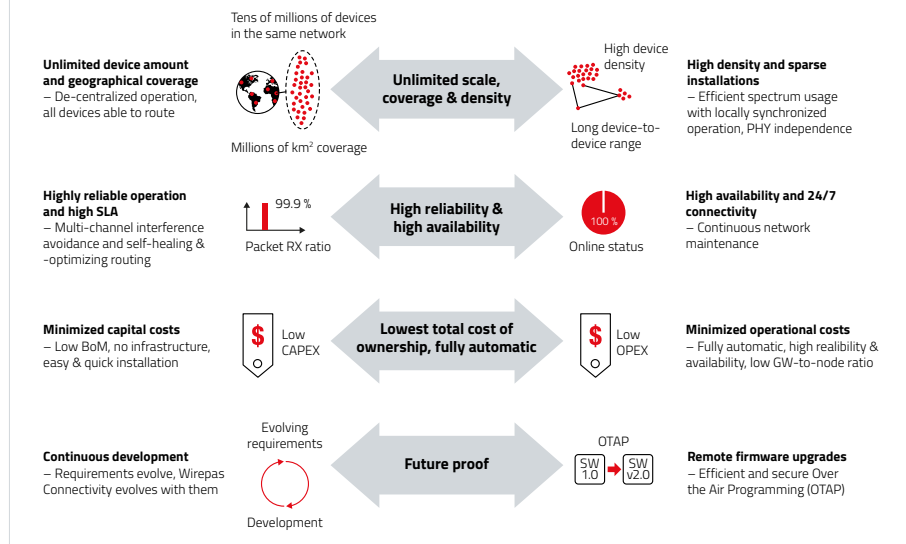 Tens of millions of devices
in the same network
Unlimited device amount
and geographical coverage
– De-centralized operation,
all devices able to route
Millions of km² coverage
Unlimited scale,
coverage & density
High device
density
Long device-to-
device range
High density and sparse
installations
– Efficient spectrum usage
with locally synchronized
operation, PHY independence
Highly reliable operation
and high SLA
– Multi-channel interference
avoidance and self-healing &
-optimizing routing
99.9 %
Packet RX ratio
High reliability &
high availability
100 %
Online status
High availability and 24/7
connectivity
– Continuous network
maintenance
Minimized capital costs
– Low BoM, no infrastructure,
easy & quick installation
$
Low
CAPEX
Lowest total cost of
ownership, fully automatic
$
Low
OPEX
Minimized operational costs
– Fully automatic, high realibility &
availability, low GW-to-node ratio
Continuous development
– Requirements evolve, Wirepas
Connectivity evolves with them
Evolving
requirements
Development
Future proof
OTAP
SW
1.0
SW
v2.0
Remote firmware upgrades
– Efficient and secure Over
the Air Programming (OTAP)